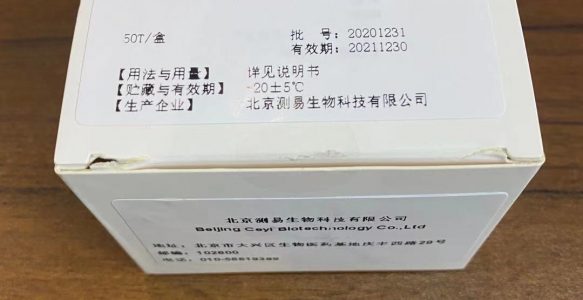 50T/盒
批 号: 20201231
有效期: 20211230
【用法与用量】 详见说明书
【贮藏与有效期】 -20±5℃
【生产企业】 北京测易生物科技有限公司
北京测易生物科技有限公司
Beijing Ceyi Biotechnology Co.,Ltd
地址: 北京市大兴区生物医药基地庆丰四路29号
邮编: 102600
电话: